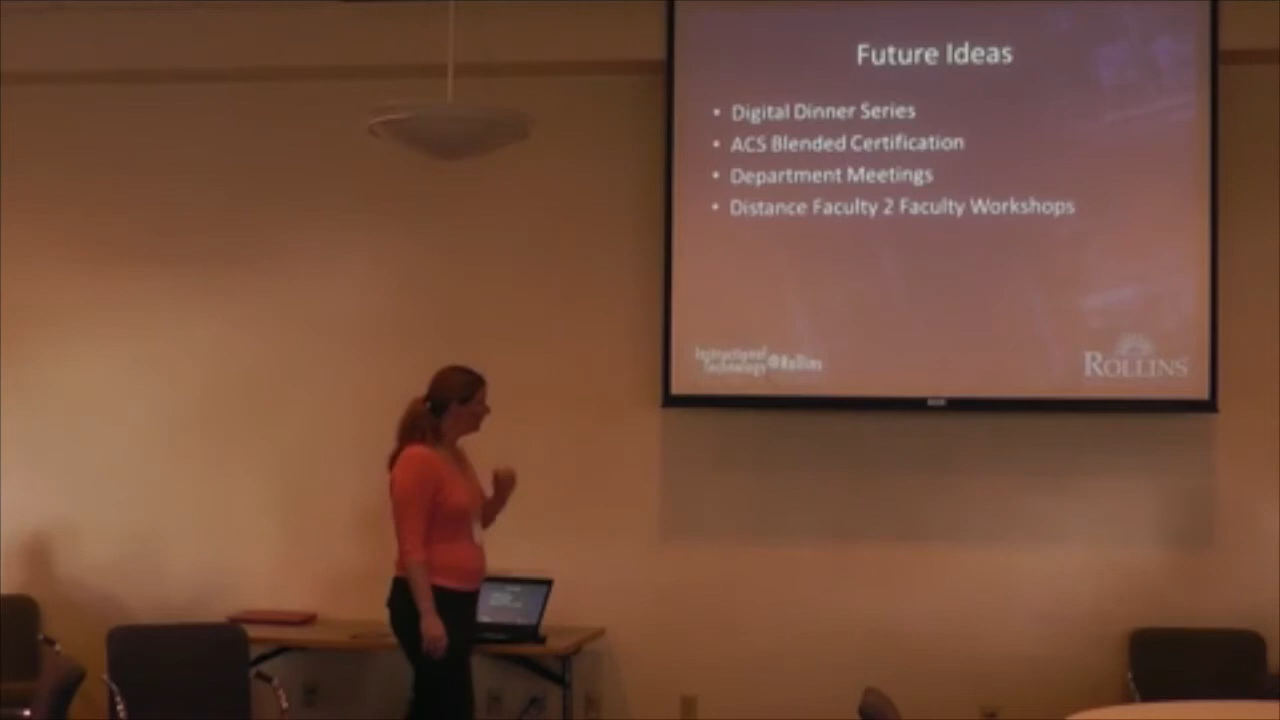 Future Ideas
• Digital Dinner Series
• ACS Blended Certification
• Department Meetings
• Distance Faculty 2 Faculty Workshops
Instructional
Technology @Rollins
ROLLINS